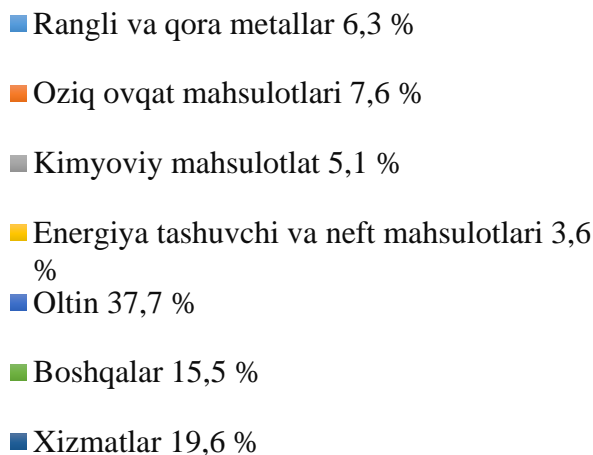 Rangli va qora metallar 6,3 %
Oziq ovqat mahsulotlari 7,6 %
Kimyoviy mahsulotlat 5,1 %
Energiya tashuvchi va neft mahsulotlari 3,6
%
Oltin 37,7 %
Boshqalar 15,5 %
Xizmatlar 19,6 %